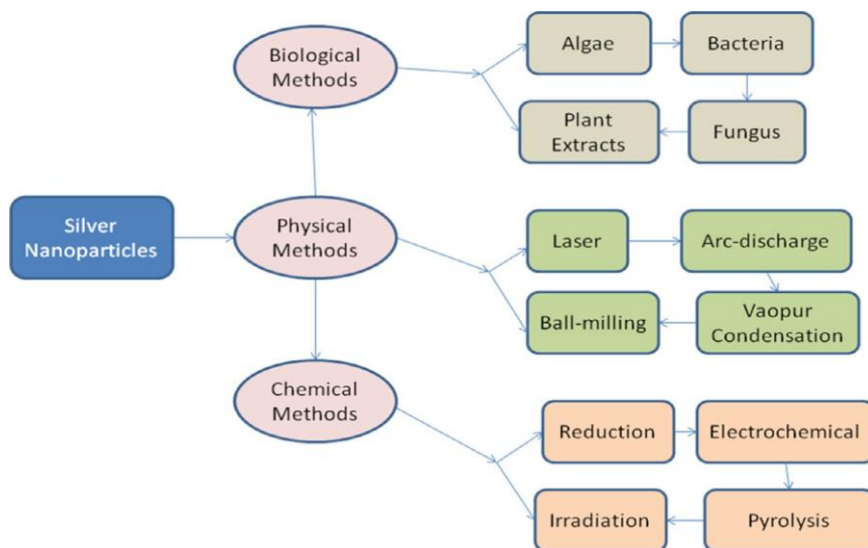 Biological
Methods
Algae
Bacteria
Plant
Extracts
Fungus
Silver
Nanoparticles
Physical
Methods
Laser
Arc-discharge
Ball-milling
Vaopur
Condensation
Chemical
Methods
Reduction
Electrochemical
Irradiation
Pyrolysis